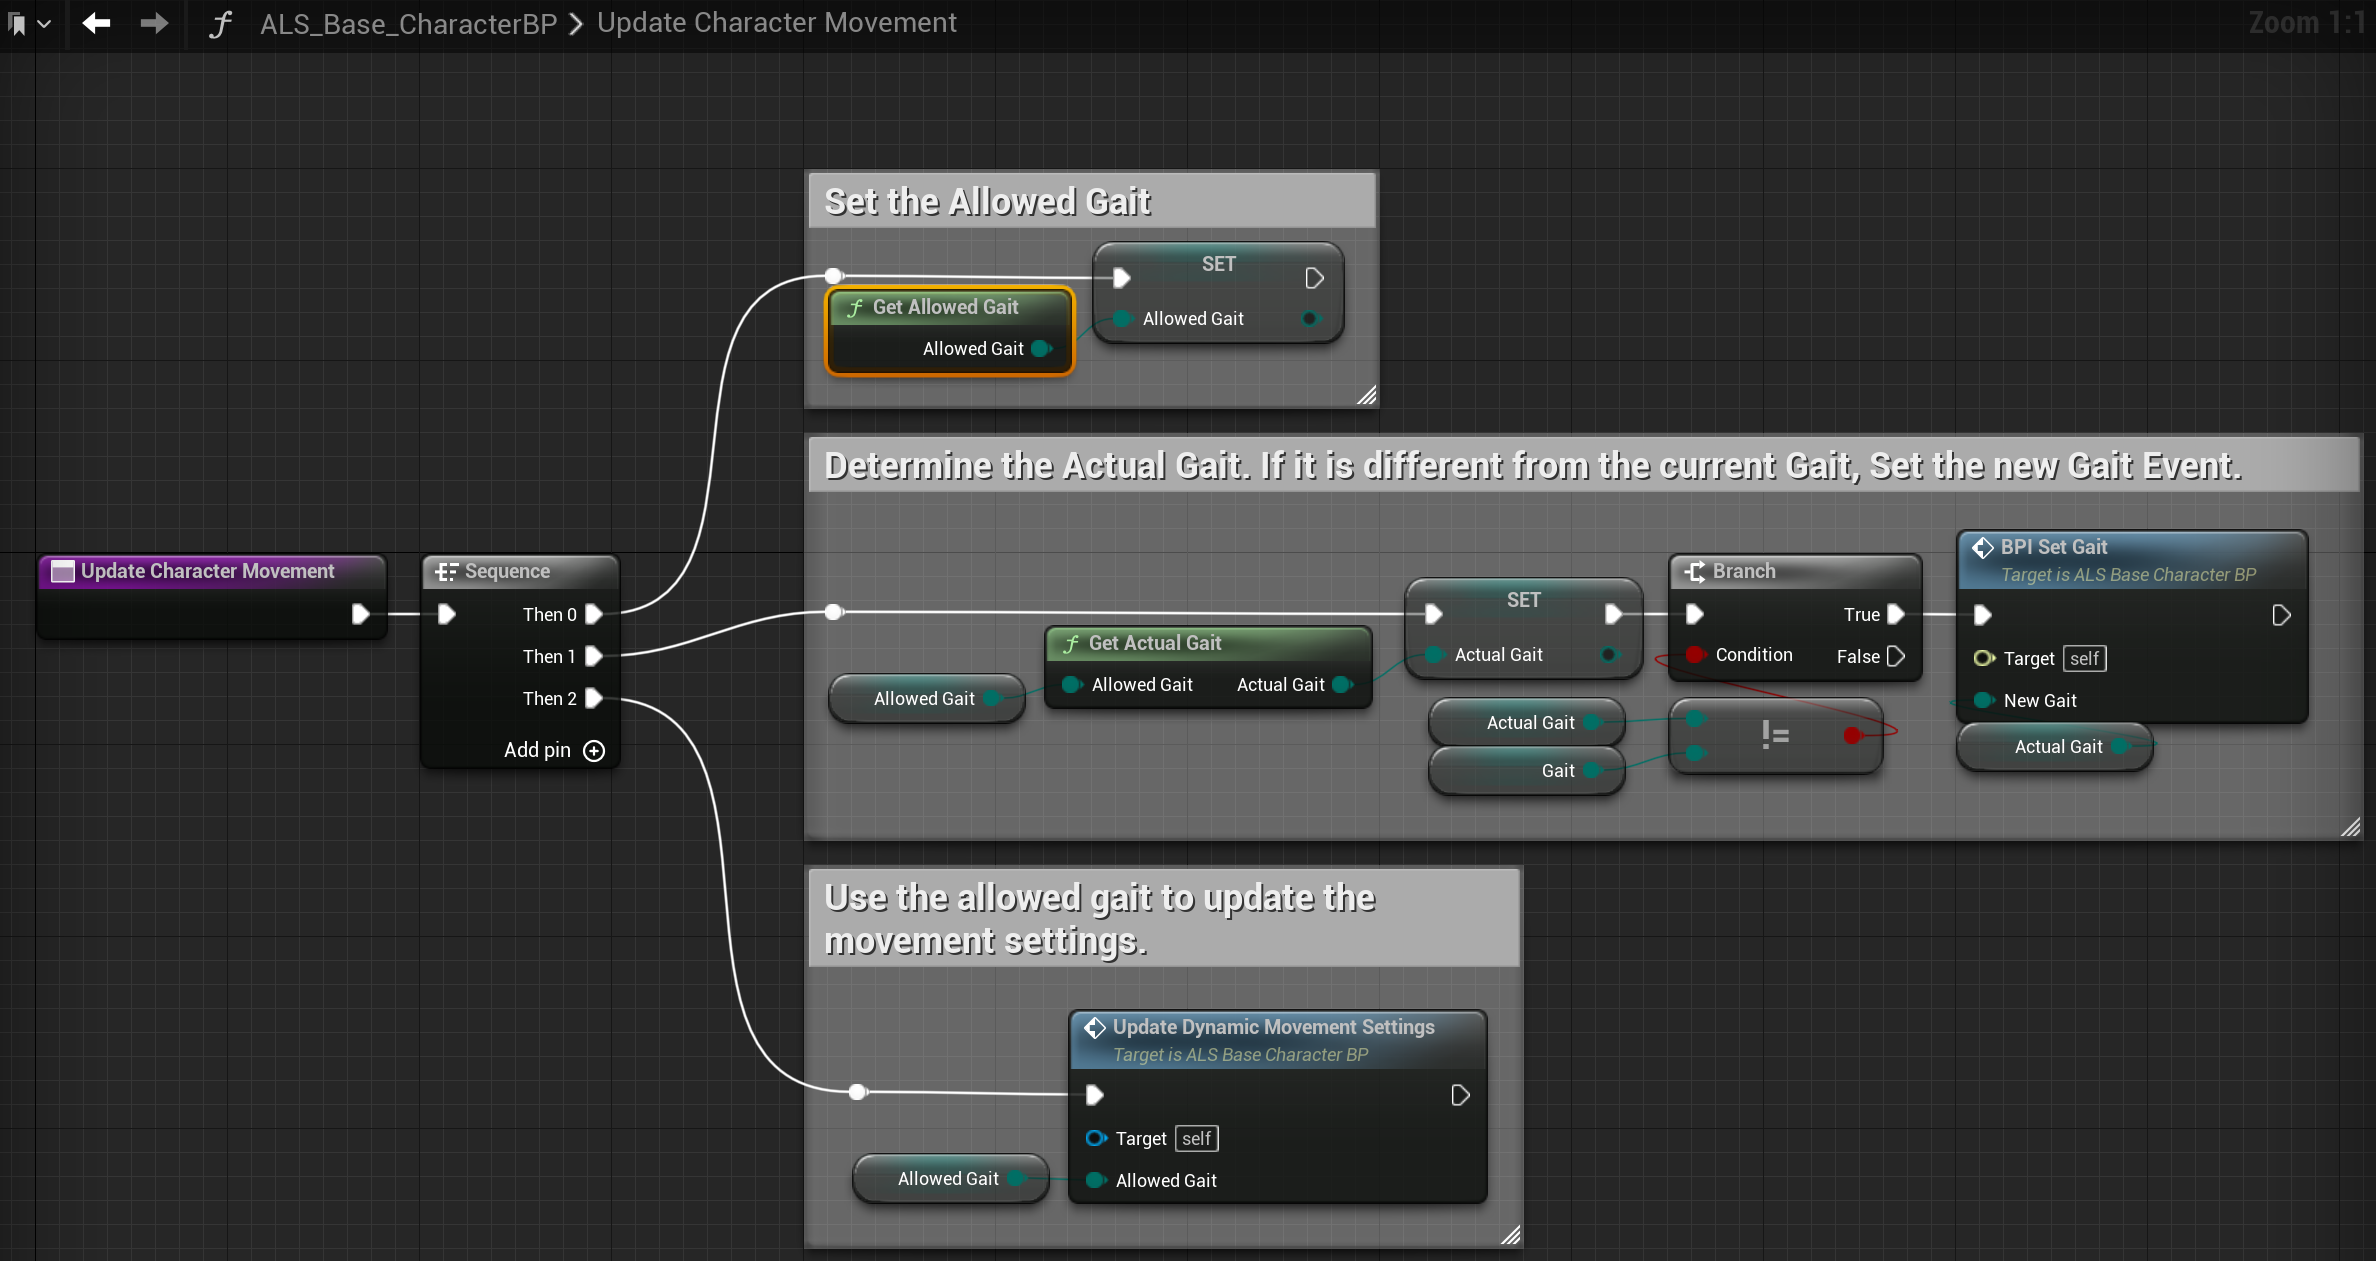 ALS_Base_CharacterBP > Update Character Movement
Zoom 1:1
Set the Allowed Gait
SET
Get Allowed Gait
Allowed Gait
Allowed Gait
Determine the Actual Gait. If it is different from the current Gait, Set the new Gait Event.
Update Character Movement
Sequence
Then 0
Then 1
Then 2
Add pin
Allowed Gait
Get Actual Gait
Allowed Gait Actual Gait
SET
Actual Gait
Actual Gait
Gait
!=
Branch
True
Condition False
BPI Set Gait
Target is ALS Base Character BP
Target self
New Gait
Actual Gait
Use the allowed gait to update the
movement settings.
Update Dynamic Movement Settings
Target is ALS Base Character BP
Target self
Allowed Gait
Allowed Gait